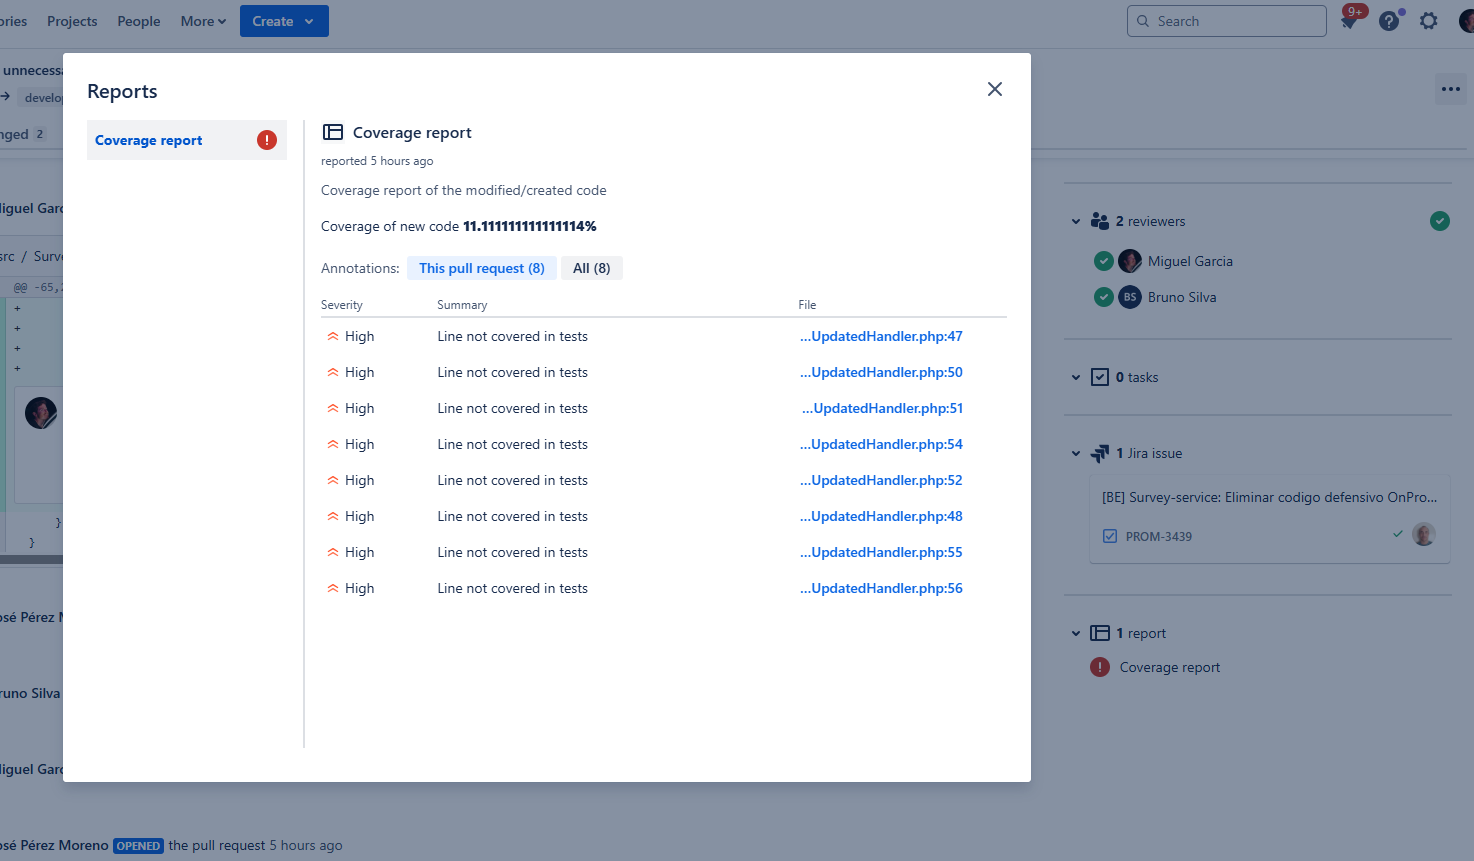 ories Projects People More Create Search 9+
unnecessa
develop
nged 2
Reports
Coverage report
Coverage report
reported 5 hours ago
Coverage report of the modified/created code
Coverage of new code 11.111111111111114%
Annotations: This pull request (8) All (8)
Severity Summary File
High Line not covered in tests ...UpdatedHandler.php:47
High Line not covered in tests ...UpdatedHandler.php:50
High Line not covered in tests ...UpdatedHandler.php:51
High Line not covered in tests ...UpdatedHandler.php:54
High Line not covered in tests ...UpdatedHandler.php:52
High Line not covered in tests ...UpdatedHandler.php:48
High Line not covered in tests ...UpdatedHandler.php:55
High Line not covered in tests ...UpdatedHandler.php:56
iguel Garc
src / Surve
@@ -65,
+
+
+
+
}
}
osé Pérez M
runo Silva
iguel Garc
osé Pérez Moreno OPENED the pull request 5 hours ago
2 reviewers
Miguel Garcia
BS Bruno Silva
0 tasks
1 Jira issue
[BE] Survey-service: Eliminar codigo defensivo OnPro...
PROM-3439
1 report
Coverage report